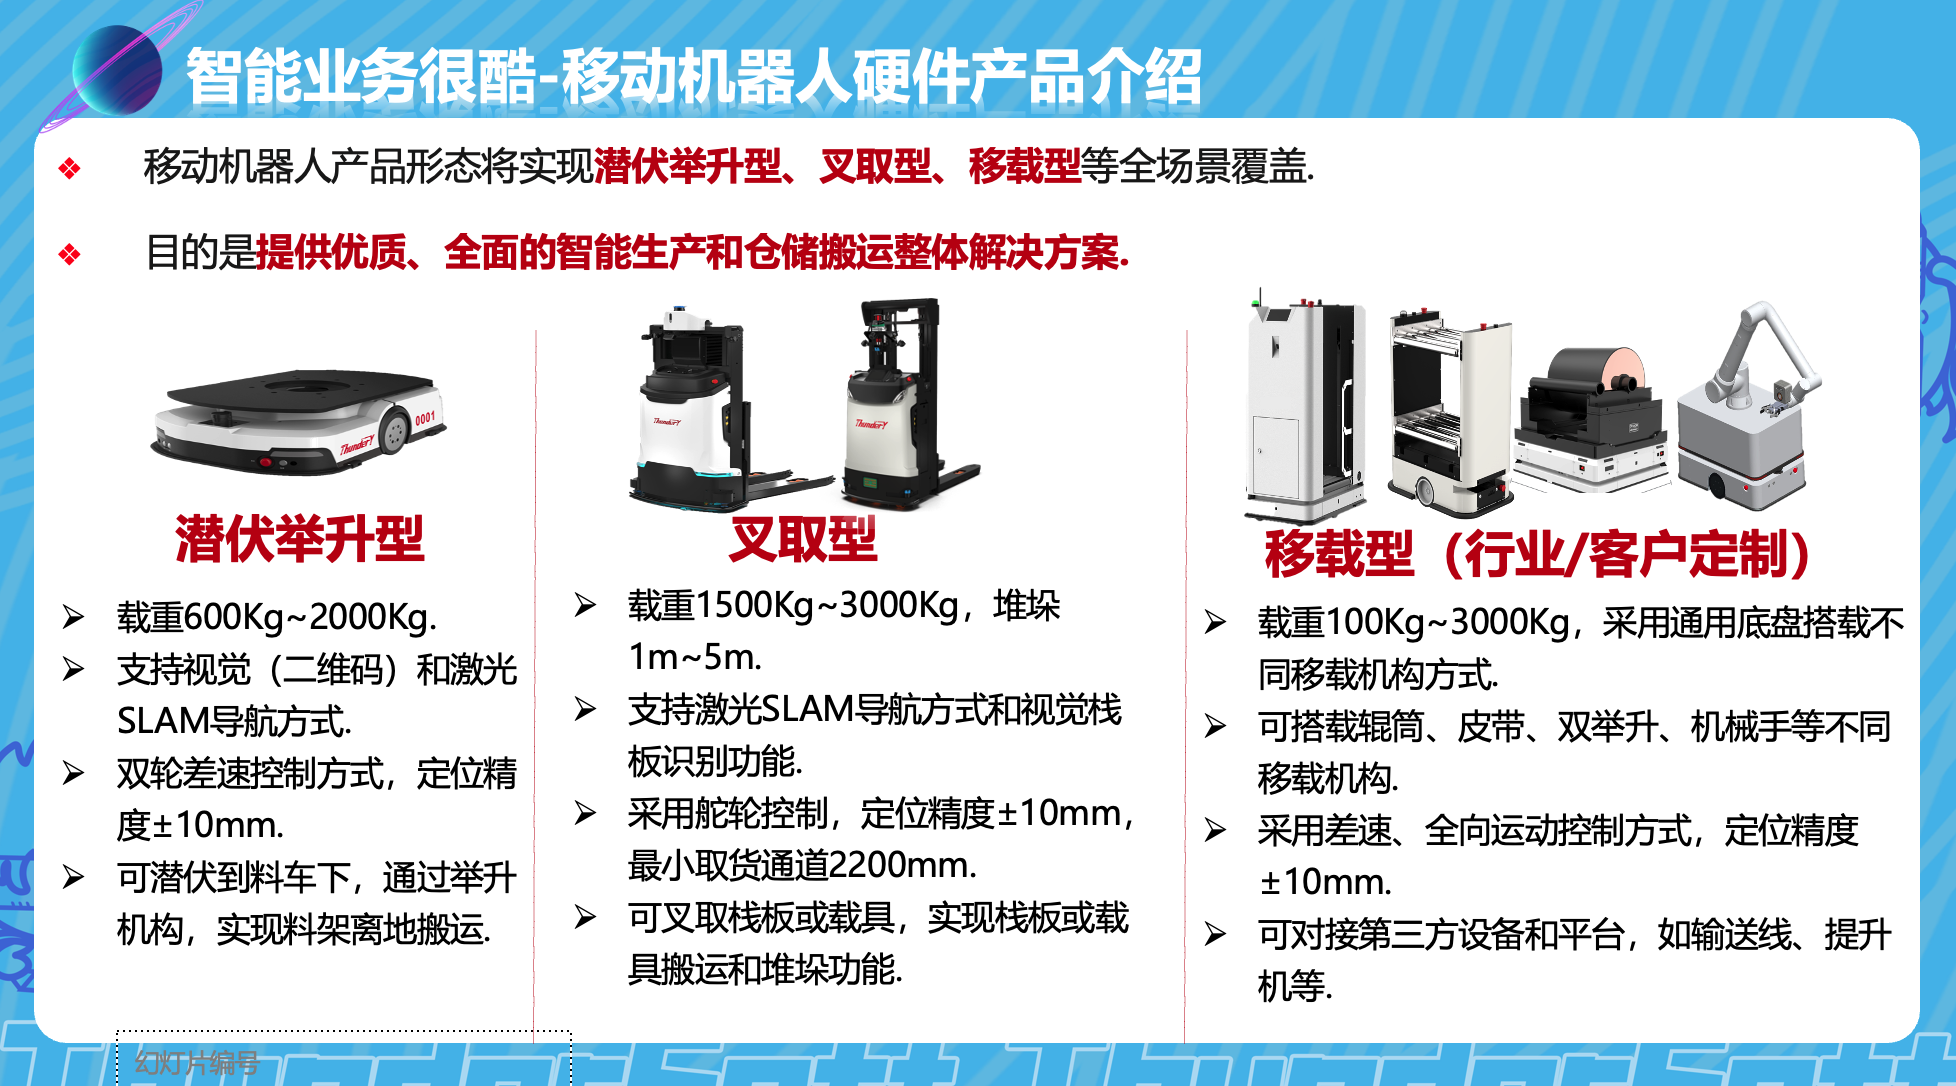 智能业务很酷-移动机器人硬件产品介绍
移动机器人产品形态将实现潜伏举升型、叉取型、移载型等全场景覆盖.
目的是提供优质、全面的智能生产和仓储搬运整体解决方案.
0001
ThunderY
ThunderY
ThunderY
潜伏举升型
载重600Kg~2000Kg.
支持视觉（二维码）和激光
SLAM导航方式.
双轮差速控制方式，定位精
度±10mm.
可潜伏到料车下，通过举升
机构，实现料架离地搬运.
叉取型
载重1500Kg~3000Kg，堆垛
1m~5m.
支持激光SLAM导航方式和视觉栈
板识别功能.
采用舵轮控制，定位精度±10mm，
最小取货通道2200mm.
可叉取栈板或载具，实现栈板或载
具搬运和堆垛功能.
移载型（行业/客户定制）
载重100Kg~3000Kg，采用通用底盘搭载不
同移载机构方式.
可搭载辊筒、皮带、双举升、机械手等不同
移载机构.
采用差速、全向运动控制方式，定位精度
±10mm.
可对接第三方设备和平台，如输送线、提升
机等.
幻灯片编号